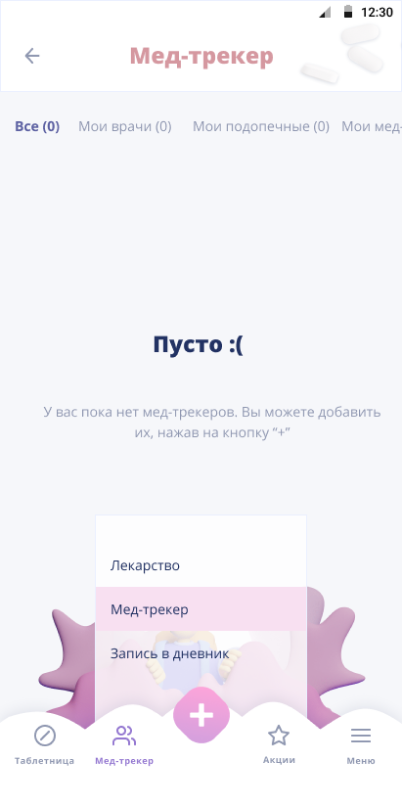 12:30
Мед-трекер
Все (0) Мои врачи (0) Мои подопечные (0) Мои мед-
Пусто :(
У вас пока нет мед-трекеров. Вы можете добавить
их, нажав на кнопку “+”
Лекарство
Мед-трекер
Запись в дневник
Таблетница Мед-трекер Акции Меню